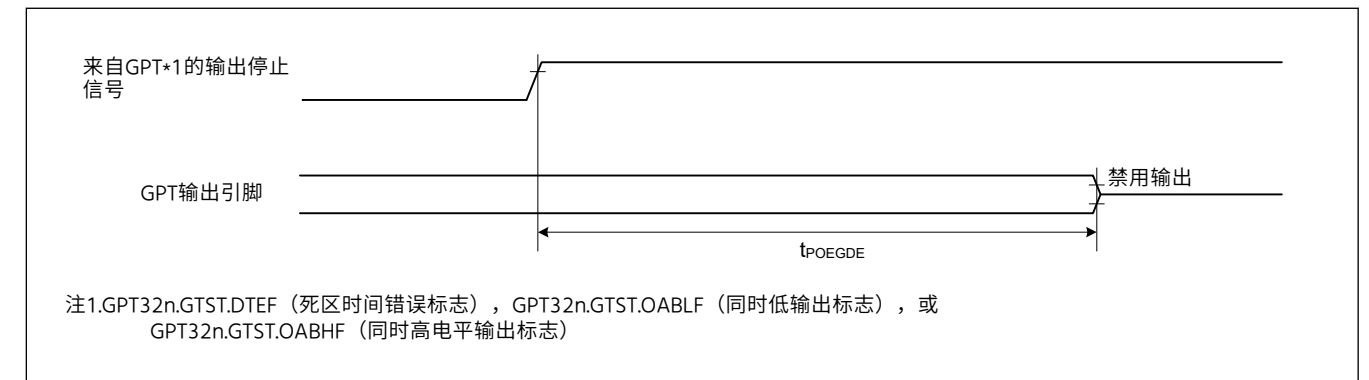 来自GPT*1的输出停止
信号
GPT输出引脚
禁用输出
tPOEGDE
注1.GPT32n.GTST.DTEF（死区时间错误标志），GPT32n.GTST.OABLF（同时低输出标志），或
GPT32n.GTST.OABHF（同时高电平输出标志）